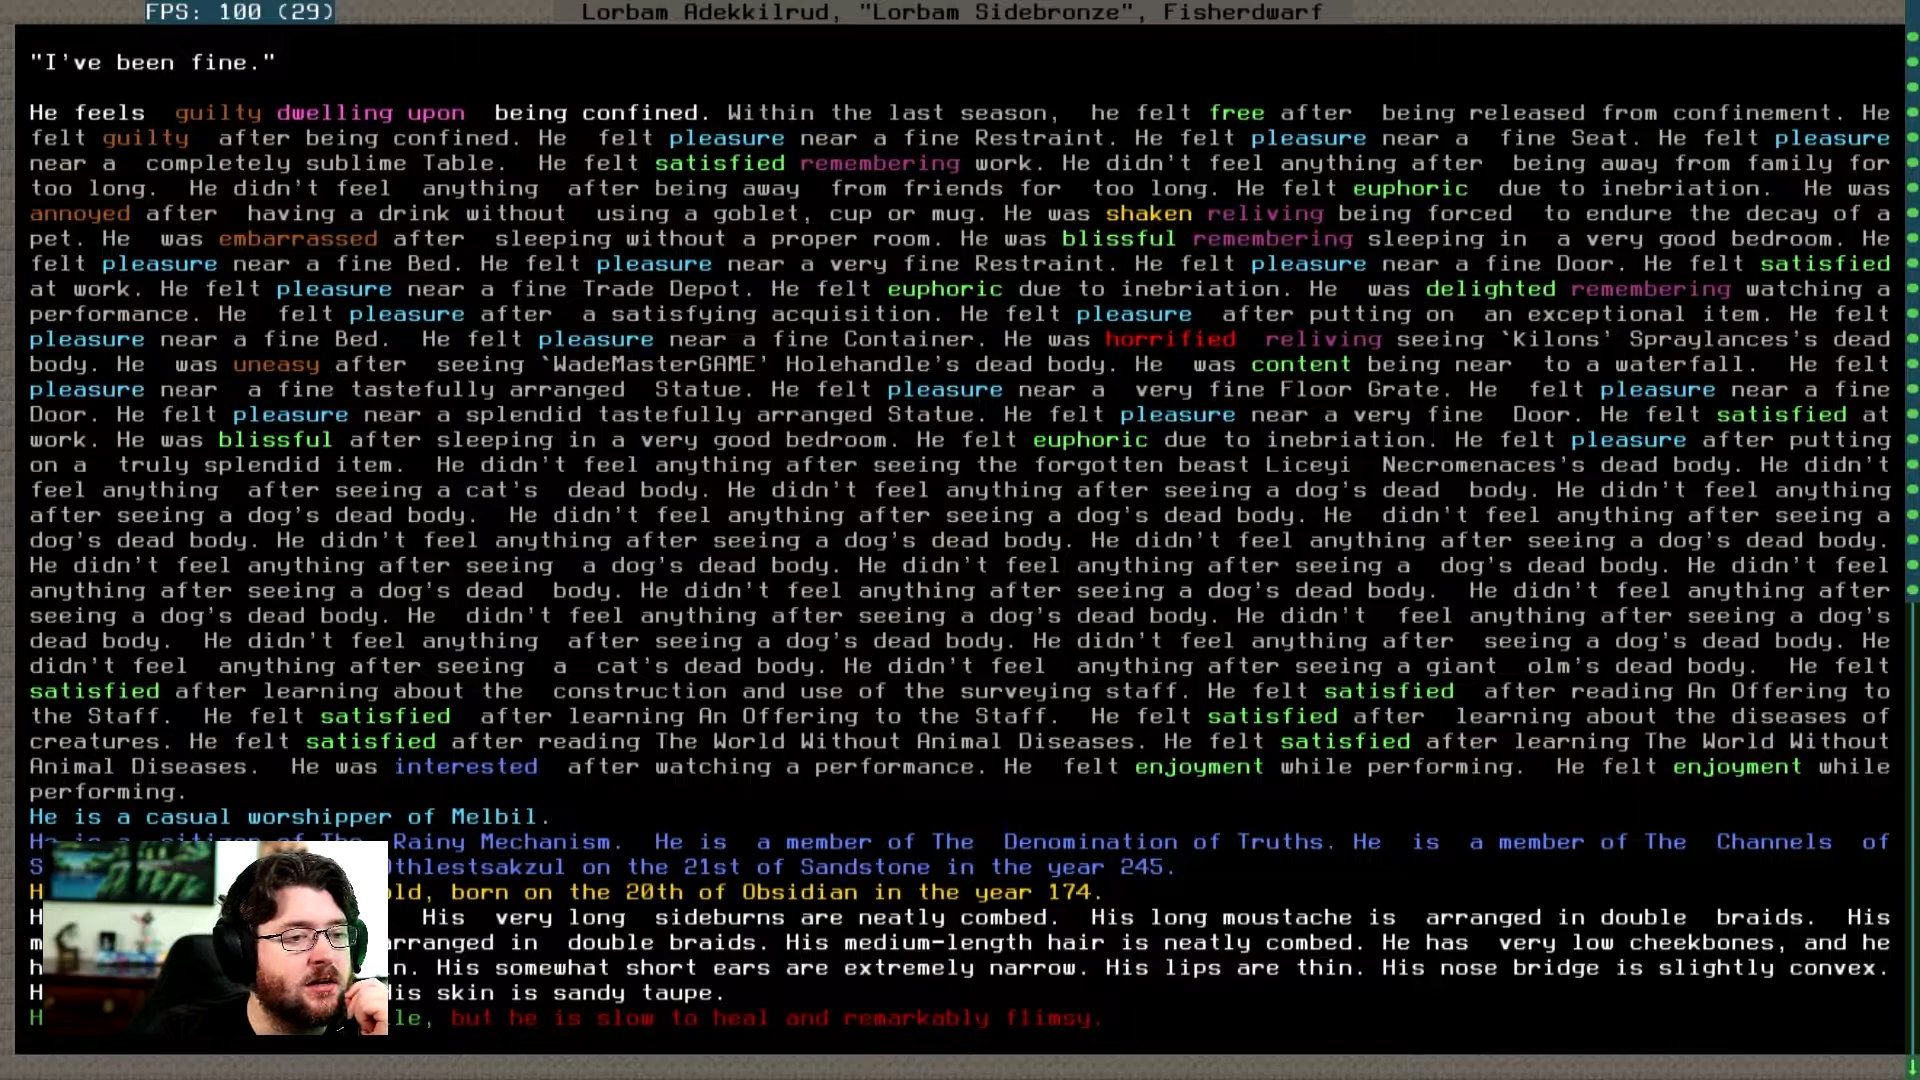 FPS: 100 (29)
Lorbam Adekkilrud, "Lorbam Sidebronze", Fisherdwarf
"I've been fine."
He feels guilty dwelling upon being confined. Within the last season, he felt free after being released from confinement. He
felt guilty after being confined. He felt pleasure near a fine Restraint. He felt pleasure near a fine Seat. He felt pleasure
near a completely sublime Table. He felt satisfied remembering work. He didn't feel anything after being away from family for
too long. He didn't feel anything after being away from friends for too long. He felt euphoric due to inebriation. He was
annoyed after having a drink without using a goblet, cup or mug. He was shaken reliving being forced to endure the decay of a
pet. He was embarrassed after sleeping without a proper room. He was blissful remembering sleeping in a very good bedroom. He
felt pleasure near a fine Bed. He felt pleasure near a very fine Restraint. He felt pleasure near a fine Door. He felt satisfied
at work. He felt pleasure near a fine Trade Depot. He felt euphoric due to inebriation. He was delighted remembering watching a
performance. He felt pleasure after a satisfying acquisition. He felt pleasure after putting on an exceptional item. He felt
pleasure near a fine Bed. He felt pleasure near a fine Container. He was horrified reliving seeing `Kilons' Spraylances's dead
body. He was uneasy after seeing `WadeMasterGAME' Holehandle's dead body. He was content being near to a waterfall. He felt
pleasure near a fine tastefully arranged Statue. He felt pleasure near a very fine Floor Grate. He felt pleasure near a fine
Door. He felt pleasure near a splendid tastefully arranged Statue. He felt pleasure near a very fine Door. He felt satisfied at
work. He was blissful after sleeping in a very good bedroom. He felt euphoric due to inebriation. He felt pleasure after putting
on a truly splendid item. He didn't feel anything after seeing the forgotten beast Liceyi Necromenaces's dead body. He didn't
feel anything after seeing a cat's dead body. He didn't feel anything after seeing a dog's dead body. He didn't feel anything
after seeing a dog's dead body. He didn't feel anything after seeing a dog's dead body. He didn't feel anything after seeing a
dog's dead body. He didn't feel anything after seeing a dog's dead body. He didn't feel anything after seeing a dog's dead body.
He didn't feel anything after seeing a dog's dead body. He didn't feel anything after seeing a dog's dead body. He didn't feel
anything after seeing a dog's dead body. He didn't feel anything after seeing a dog's dead body. He didn't feel anything after
seeing a dog's dead body. He didn't feel anything after seeing a dog's dead body. He didn't feel anything after seeing a dog's
dead body. He didn't feel anything after seeing a dog's dead body. He didn't feel anything after seeing a dog's dead body. He
didn't feel anything after seeing a cat's dead body. He didn't feel anything after seeing a giant olm's dead body. He felt
satisfied after learning about the construction and use of the surveying staff. He felt satisfied after reading An Offering to
the Staff. He felt satisfied after learning An Offering to the Staff. He felt satisfied after learning about the diseases of
creatures. He felt satisfied after reading The World Without Animal Diseases. He felt satisfied after learning The World Without
Animal Diseases. He was interested after watching a performance. He felt enjoyment while performing. He felt enjoyment while
performing.
He is a casual worshipper of Melbil.
He is a citizen of The Rainy Mechanism. He is a member of The Denomination of Truths. He is a member of The Channels of
on the 21st of Sandstone in the year 245.
born on the 20th of Obsidian in the year 174.
His very long sideburns are neatly combed. His long moustache is arranged in double braids. His
arranged in double braids. His medium-length hair is neatly combed. He has very low cheekbones, and he
His somewhat short ears are extremely narrow. His lips are thin. His nose bridge is slightly convex.
His skin is sandy taupe.
but he is slow to heal and remarkably flimsy.